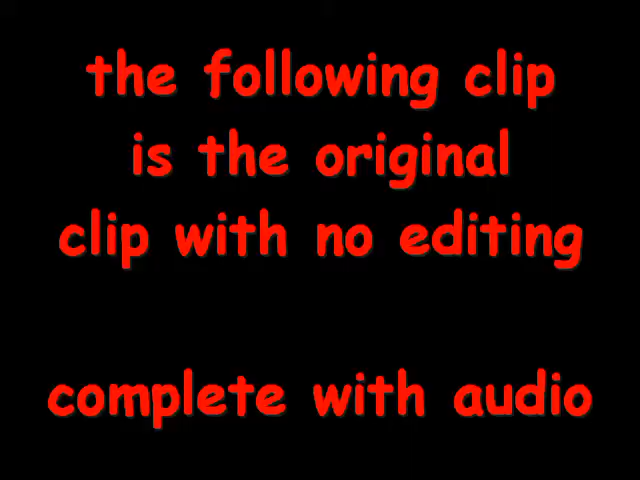 the following clip
is the original
clip with no editing
complete with audio